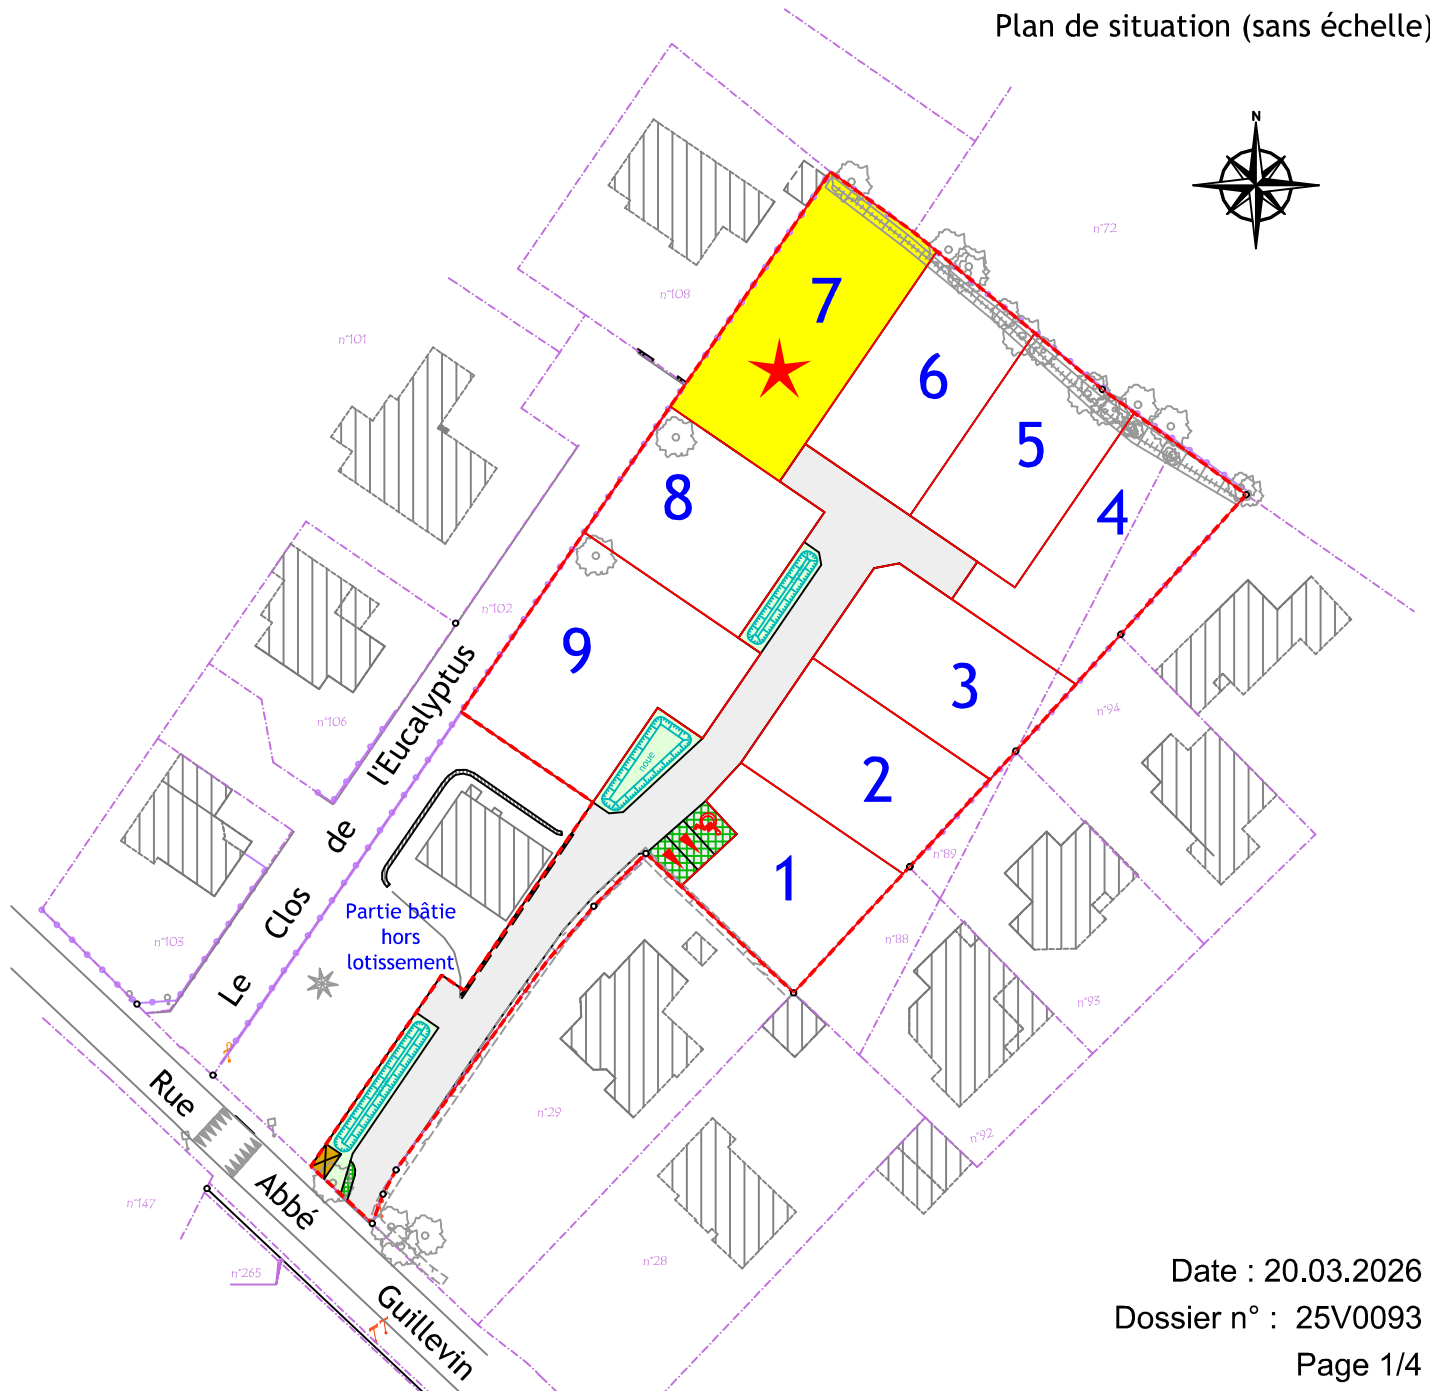 Plan de situation (sans échelle)
N
n°72
n°108
n°101
7
6
5
4
8
n°102
9
3
n°106
l'Eucalyptus
de
Clos
Le
n°94
noue
2
1
n°89
n°88
n°103
n°93
Partie bâtie
hors
lotissement
n°29
n°92
n°147
n°265
n°28
Rue
Abbé
Guillevin
Date : 20.03.2026
Dossier n° : 25V0093
Page 1/4